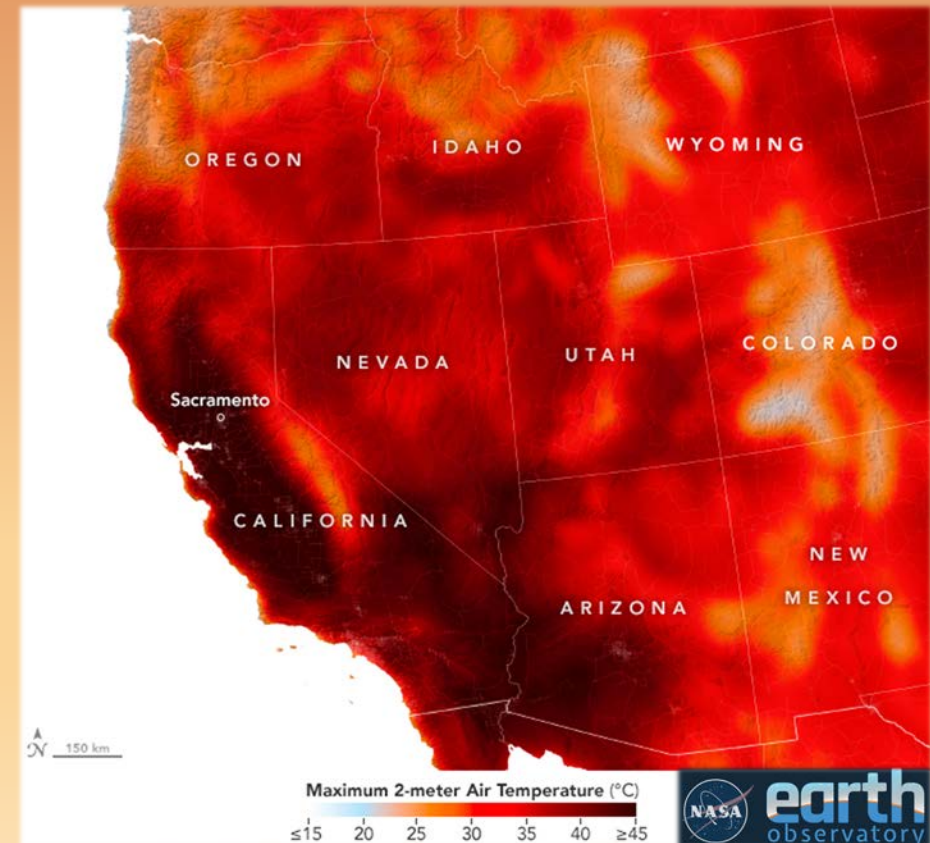 OREGON
IDAHO
WYOMING
NEVADA
UTAH
COLORADO
Sacramento
CALIFORNIA
ARIZONA
NEW
MEXICO
N
150 km
Maximum 2-meter Air Temperature (°C)
≤15 20 25 30 35 40 ≥45
NASA
earth
observatory